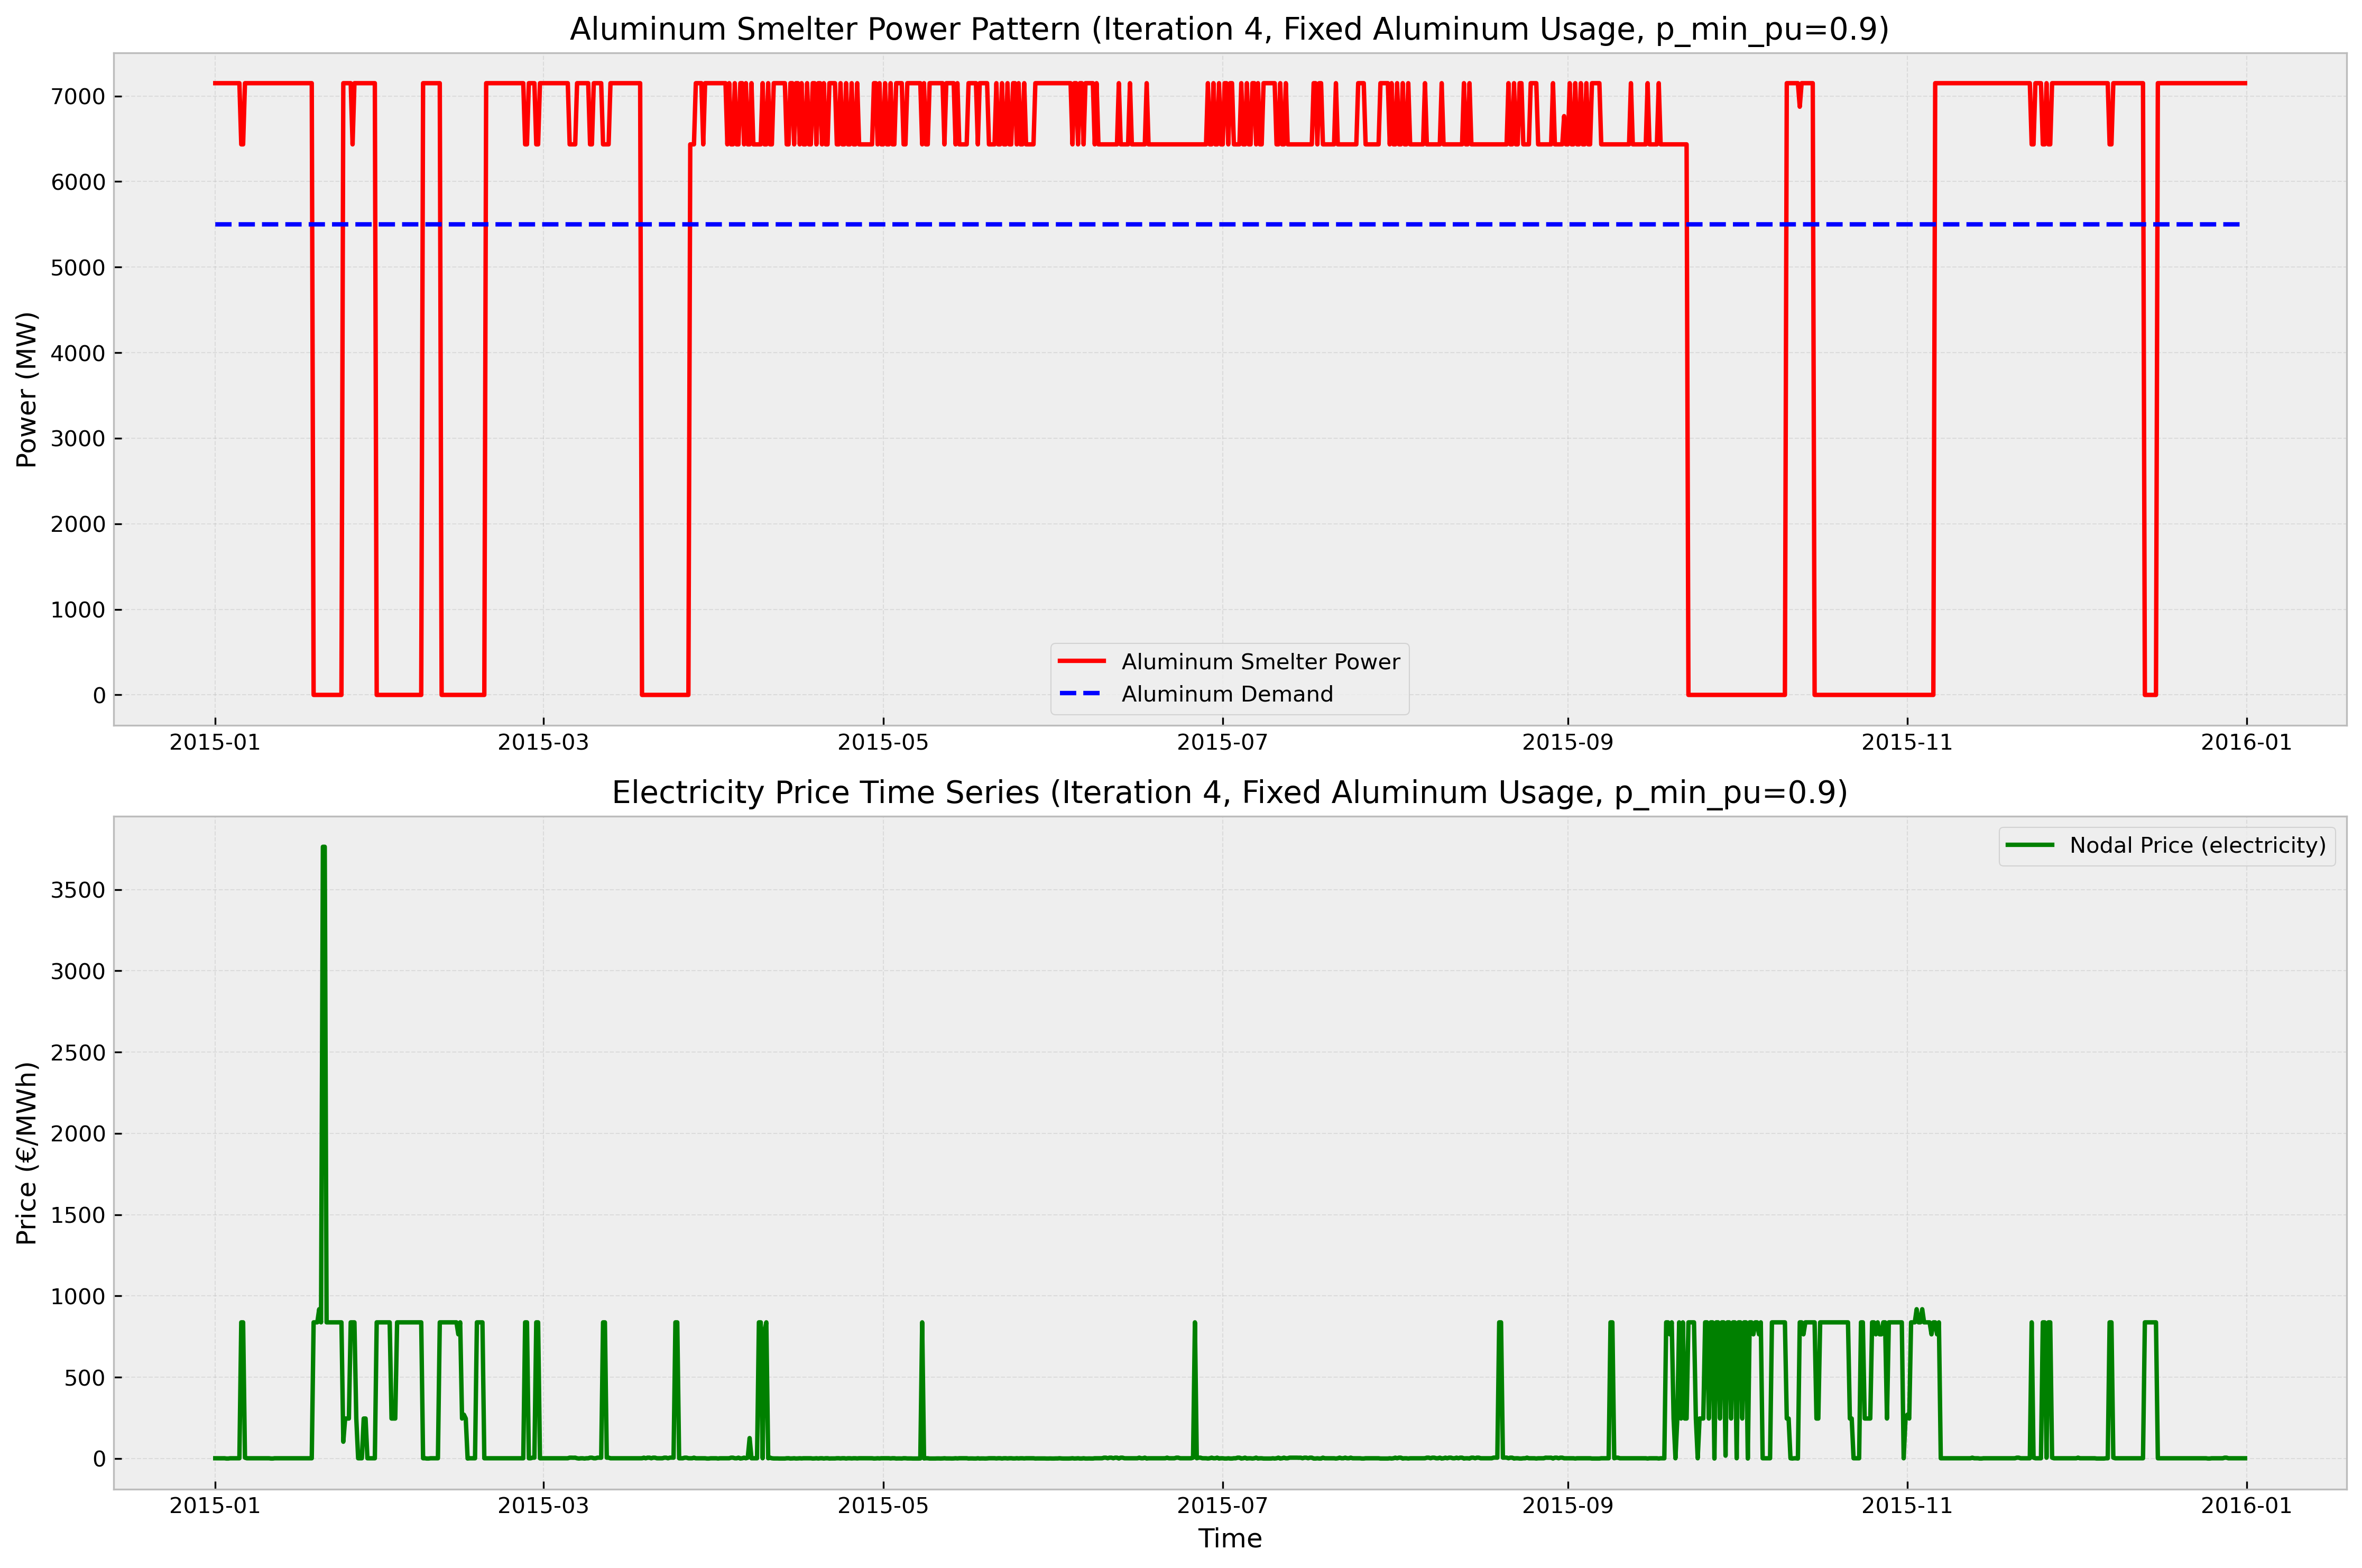 Aluminum Smelter Power Pattern (Iteration 4, Fixed Aluminum Usage, p_min_pu=0.9)
Power (MW)
7000
6000
5000
4000
3000
2000
1000
0
Aluminum Smelter Power
Aluminum Demand
2015-01 2015-03 2015-05 2015-07 2015-09 2015-11 2016-01
Electricity Price Time Series (Iteration 4, Fixed Aluminum Usage, p_min_pu=0.9)
Price (€/MWh)
Nodal Price (electricity)
3500
3000
2500
2000
1500
1000
500
0
2015-01 2015-03 2015-05 2015-07 2015-09 2015-11 2016-01
Time